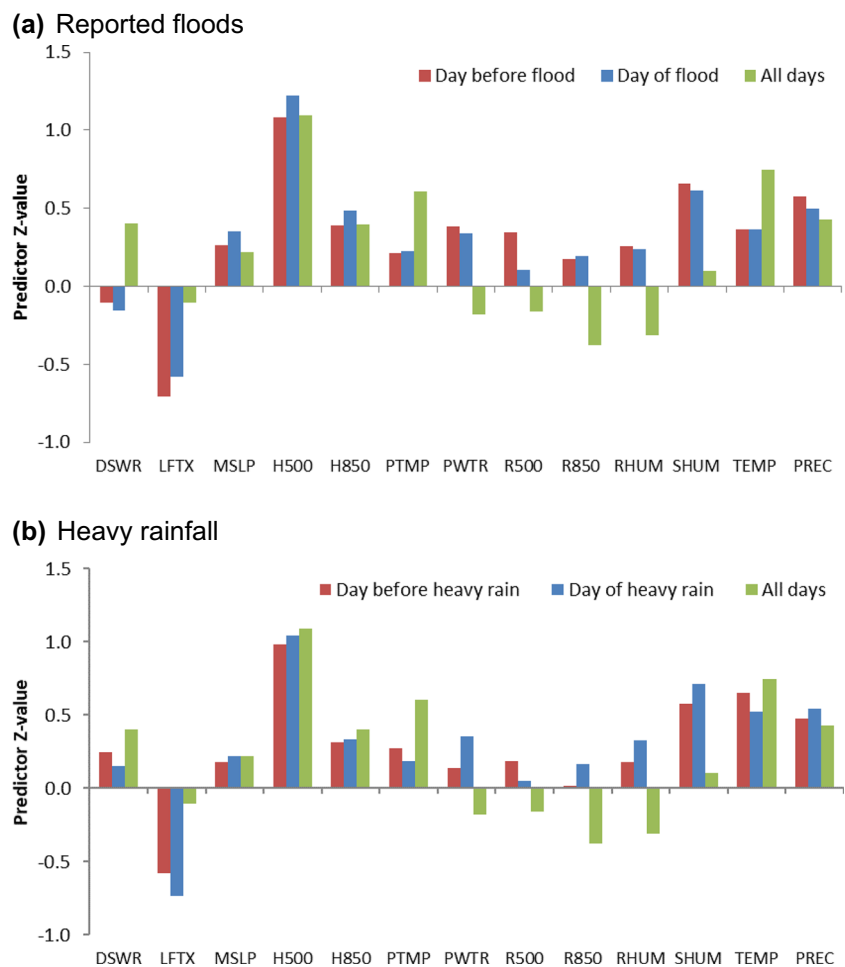 (a) Reported floods
1.5
Day before flood Day of flood All days
1.0
0.5
0.0
-0.5
-1.0
Predictor Z-value
DSWR LFTX MSLP H500 H850 PTMP PWTR R500 R850 RHUM SHUM TEMP PREC
(b) Heavy rainfall
1.5
Day before heavy rain Day of heavy rain All days
1.0
0.5
0.0
-0.5
-1.0
Predictor Z-value
DSWR LFTX MSLP H500 H850 PTMP PWTR R500 R850 RHUM SHUM TEMP PREC